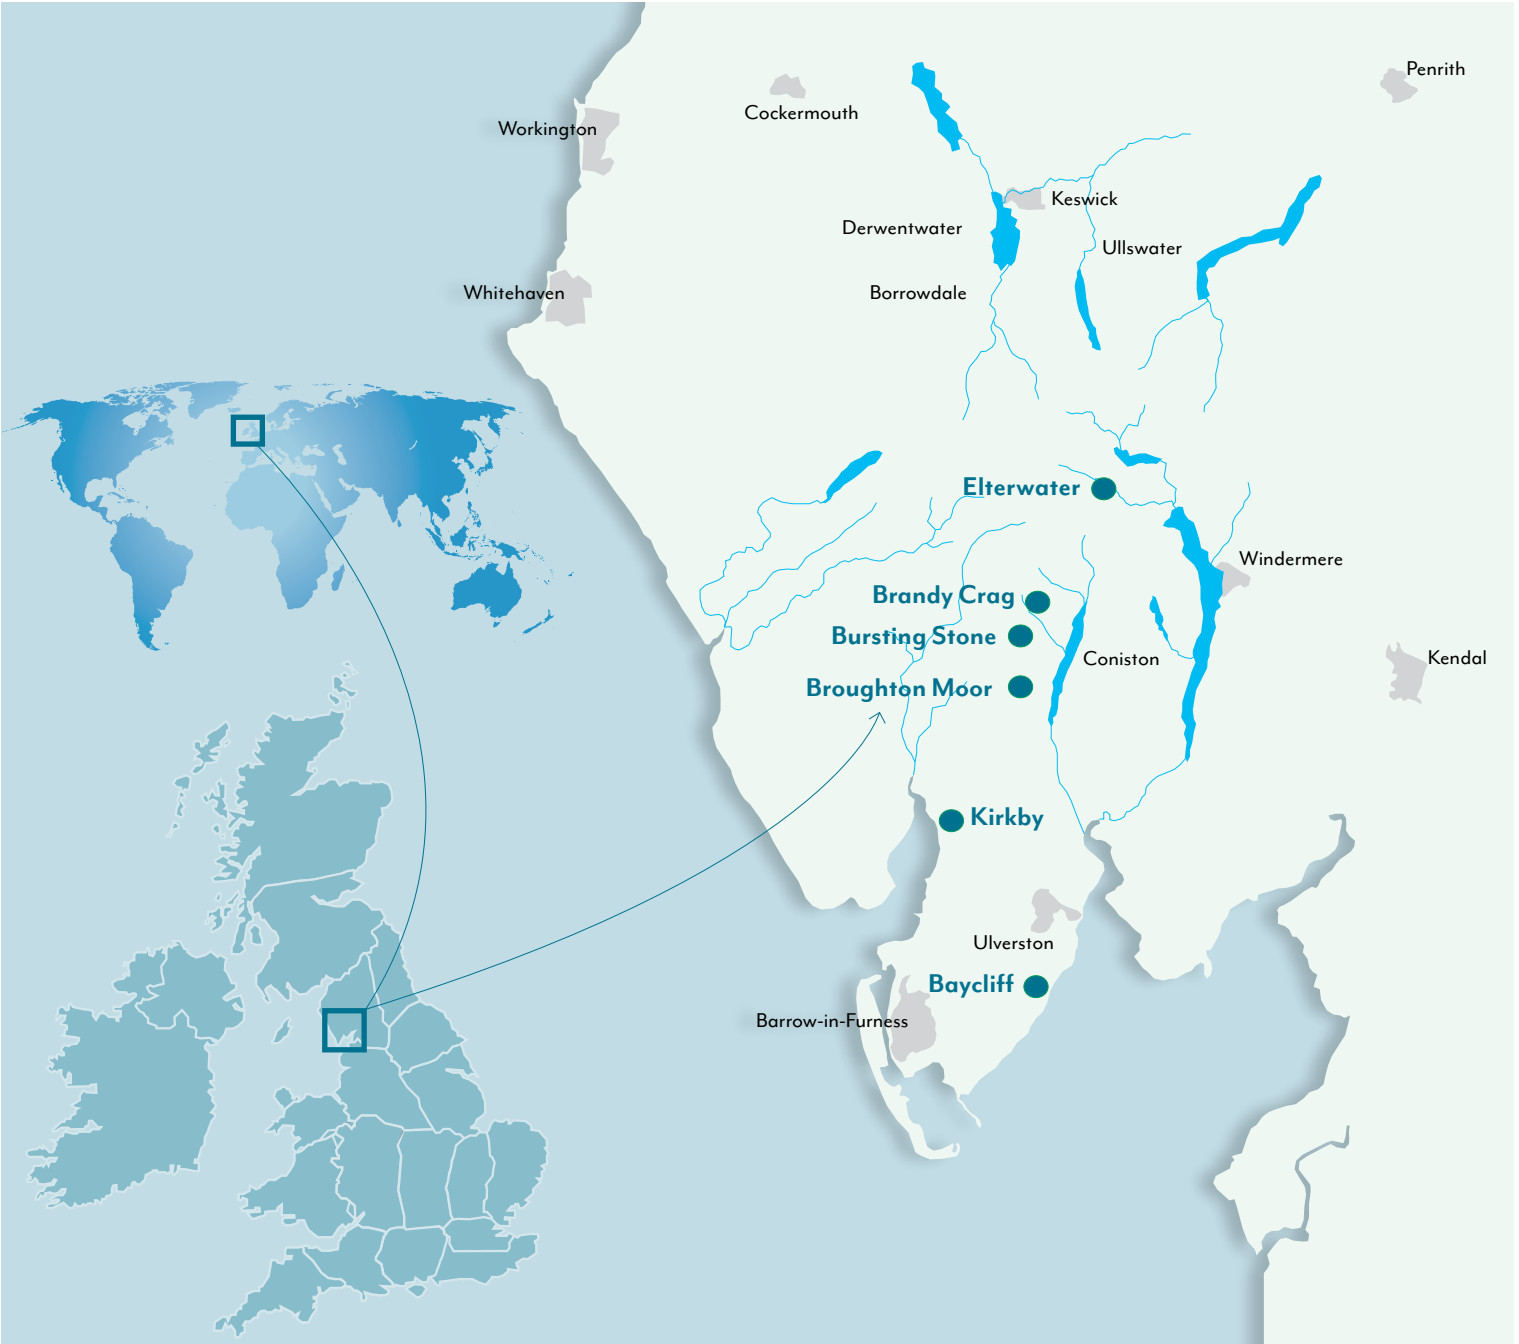 Penrith
Cockermouth
Workington
Keswick
Derwentwater
Ullswater
Whitehaven
Borrowdale
Elterwater
Windermere
Brandy Crag
Bursting Stone
Coniston
Kendal
Broughton Moor
Kirkby
Ulverston
Baycliff
Barrow-in-Furness